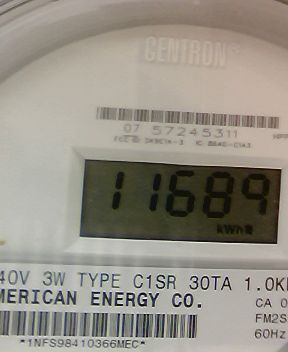 CENTRON®
07 57245311
11689
kWh
40V 3W TYPE C1SR 30TA 1.0K
MERICAN ENERGY CO.
CA 0
FM2S
60Hz
*1NFS98410366MEC*